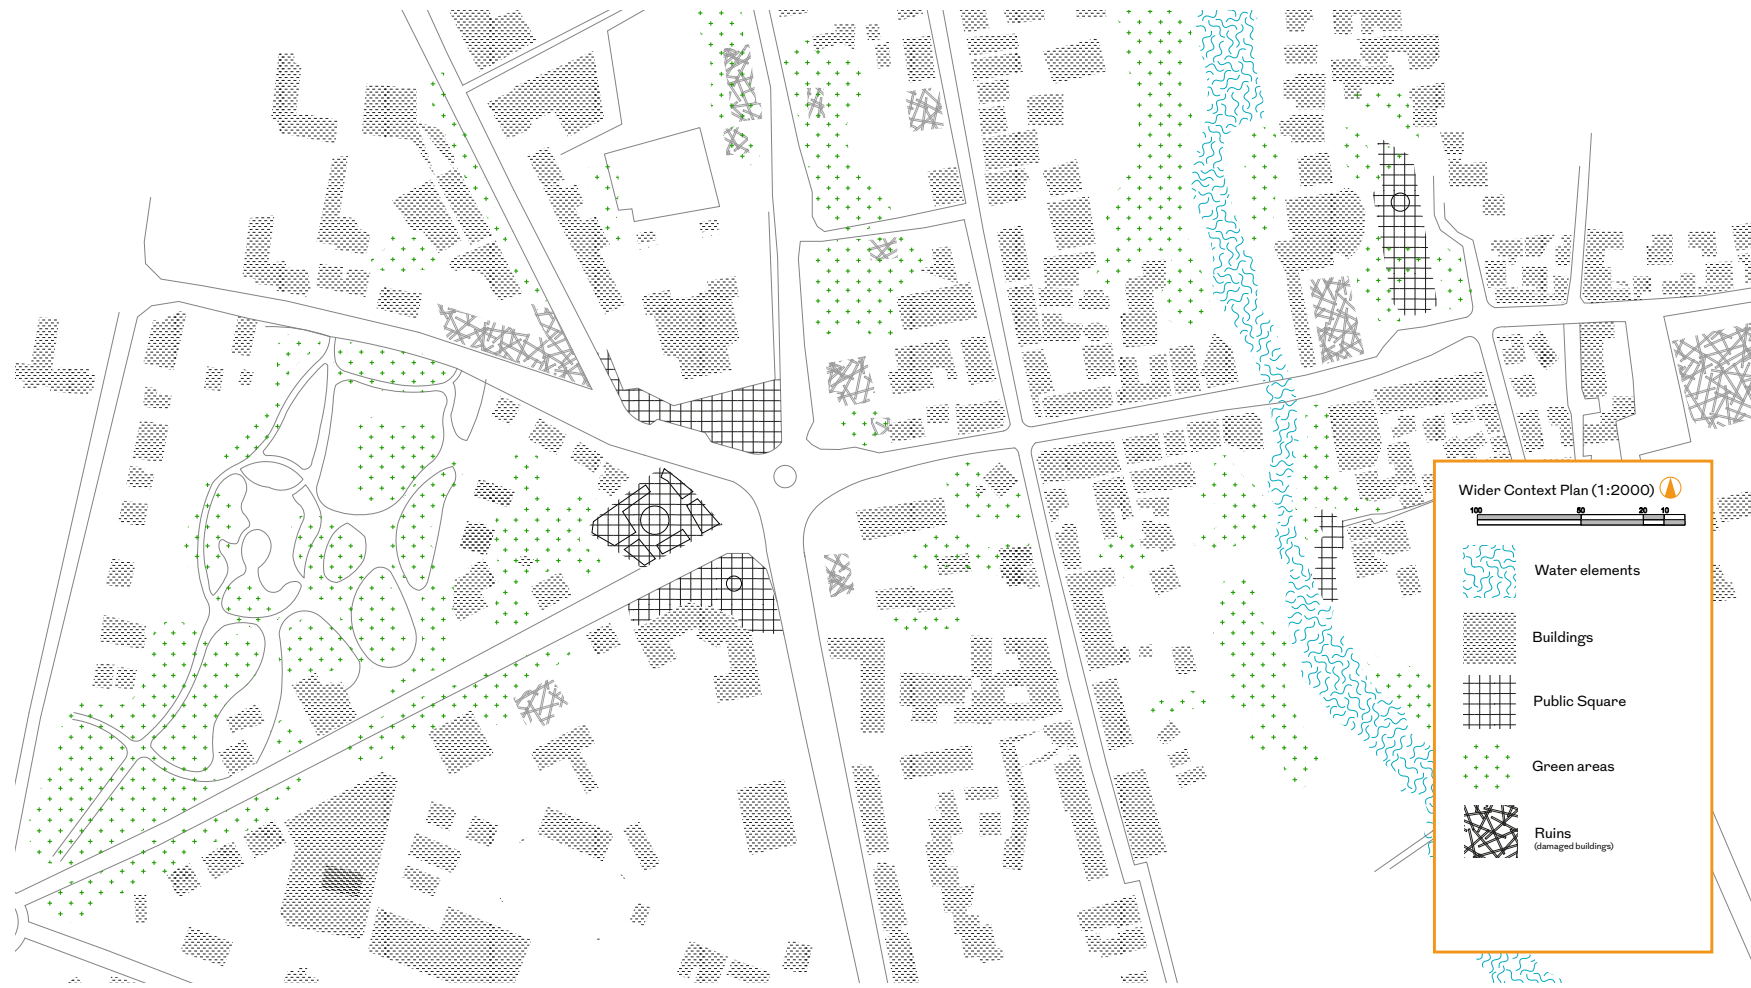 Wider Context Plan (1:2000)
100 50 20 10
Water elements
Buildings
Public Square
Green areas
Ruins
(damaged buildings)